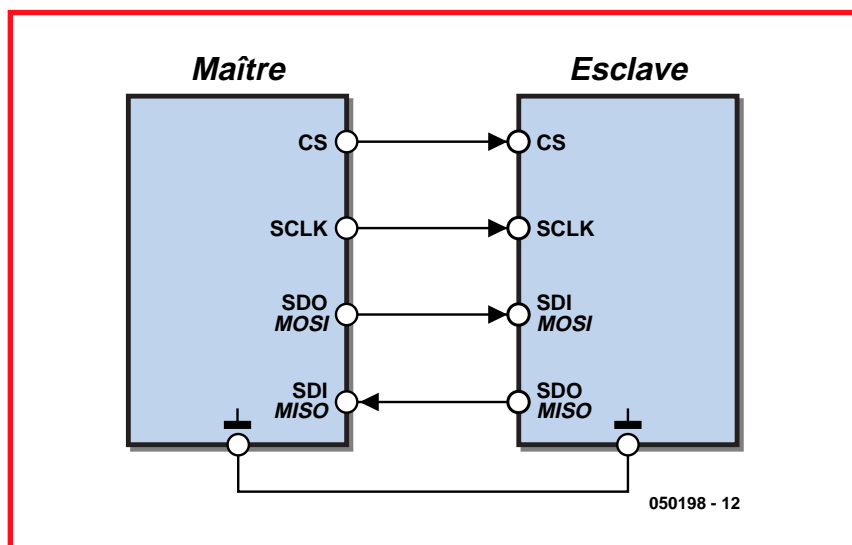 Maître
Esclave
CS
CS
SCLK
SCLK
SDO
MOSI
SDI
MOSI
SDI
MISO
SDO
MISO
050198 - 12